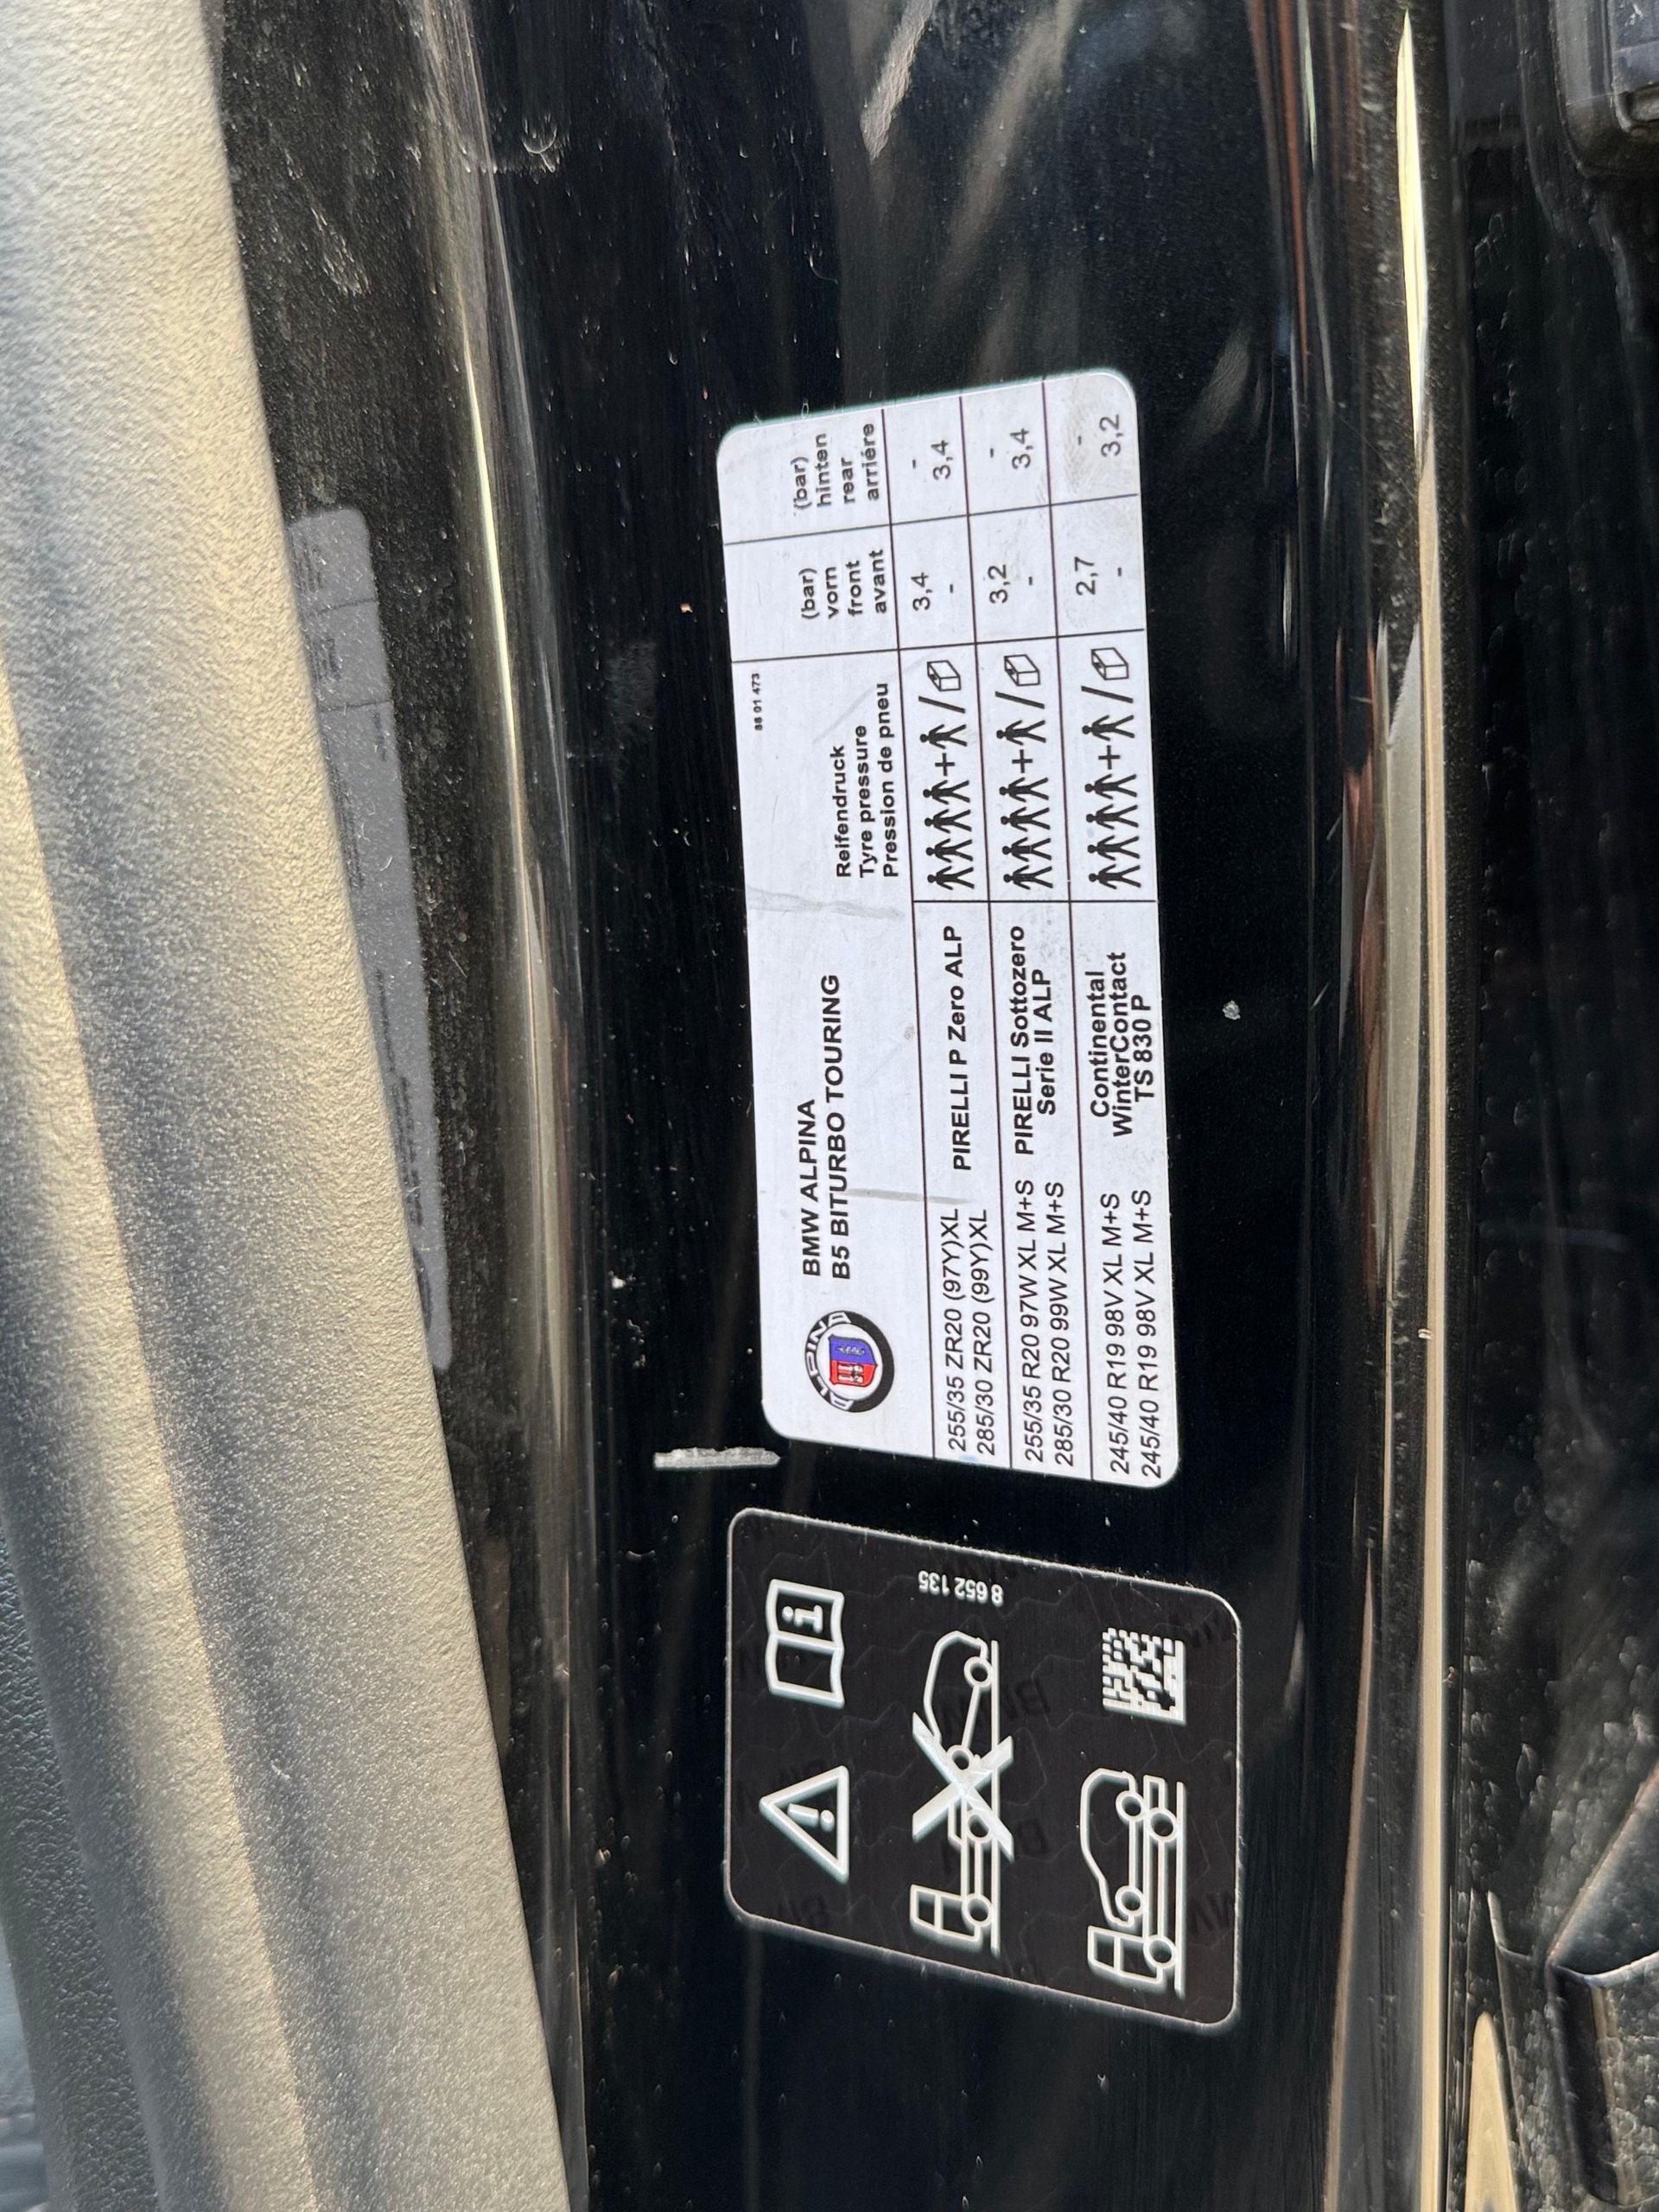 88 01 473
ALPINA
BMW ALPINA
B5 BITURBO TOURING
Reifendruck
Tyre pressure
Pression de pneu
(bar)
vorn
front
avant
(bar)
hinten
rear
arriére
255/35 ZR20 (97Y)XL PIRELLI P Zero ALP 3,4 -
285/30 ZR20 (99Y)XL - 3,4
255/35 R20 97W XL M+S PIRELLI Sottozero 3,2 -
285/30 R20 99W XL M+S Serie II ALP - 3,4
245/40 R19 98V XL M+S Continental WinterContact 2,7 -
245/40 R19 98V XL M+S TS 830 P - 3,2
8 652 135